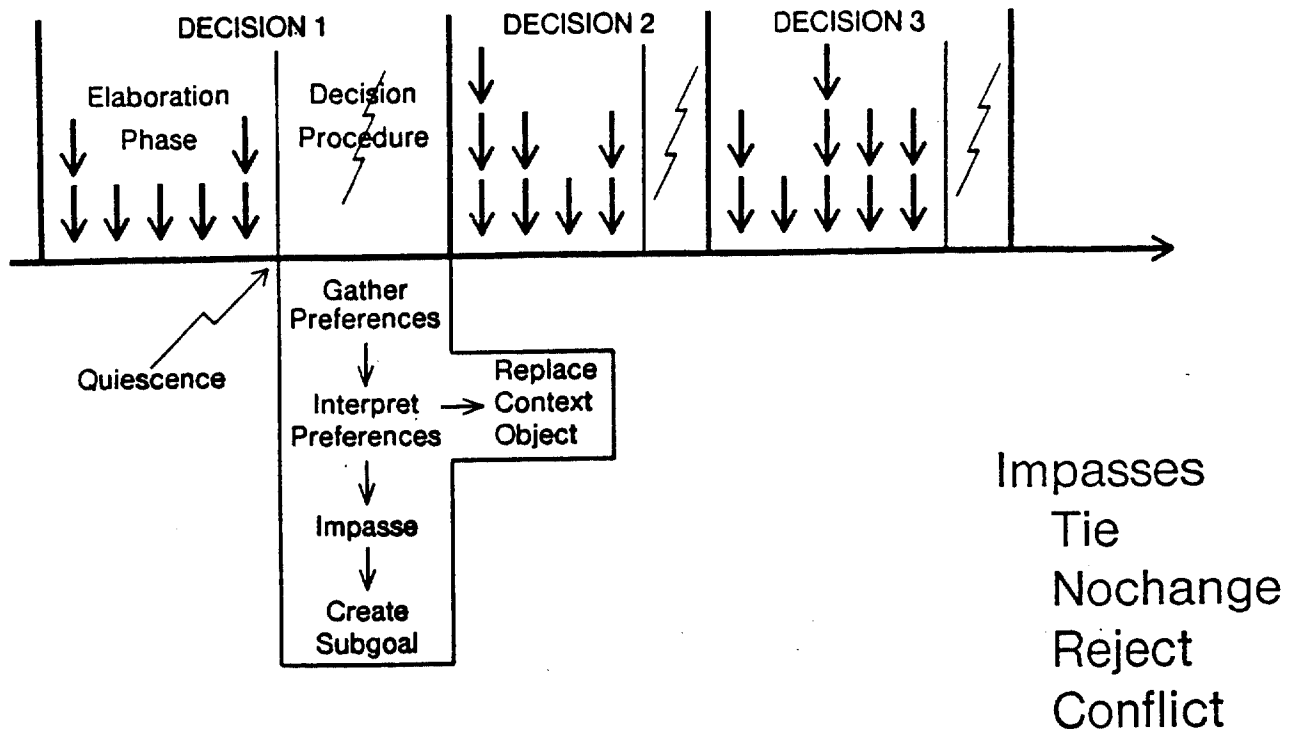 DECISION 1
DECISION 2
DECISION 3
Elaboration
Phase
Decision
Procedure
Quiescence
Gather
Preferences
Interpret
Preferences
Replace
Context
Object
Impasse
Create
Subgoal
Impasses
Tie
Nochange
Reject
Conflict